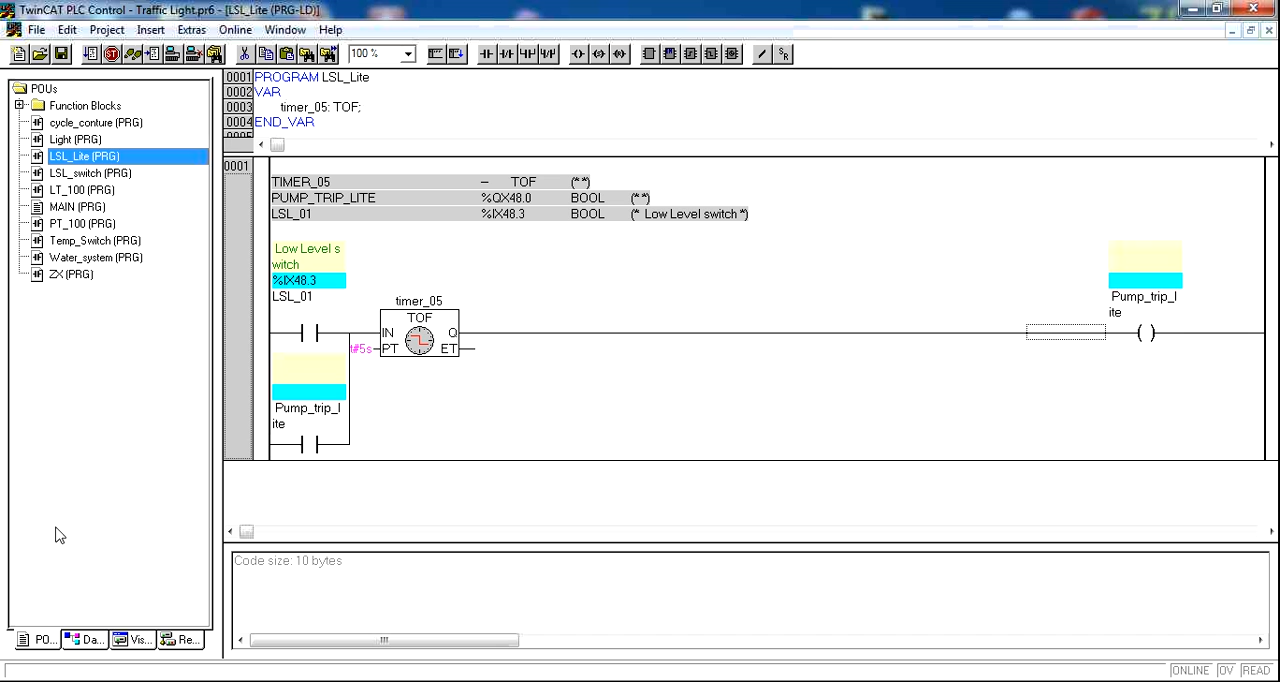 TwinCAT PLC Control - Traffic Light.pr6 - [LSL_Lite (PRG-LD)]
File Edit Project Insert Extras Online Window Help
100 %
POUs
Function Blocks
cycle_conture (PRG)
Light (PRG)
LSL_Lite (PRG)
LSL_switch (PRG)
LT_100 (PRG)
MAIN (PRG)
PT_100 (PRG)
Temp_Switch (PRG)
Water_system (PRG)
ZX (PRG)
PO... Da... Vis... Re...
0001 PROGRAM LSL_Lite
0002 VAR
0003 timer_05: TOF;
0004 END_VAR
0005
0001
TIMER_05 – TOF (* *)
PUMP_TRIP_LITE %QX48.0 BOOL (* *)
LSL_01 %IX48.3 BOOL (* Low Level switch *)
Low Level s
witch
%IX48.3
LSL_01
timer_05
TOF
IN Q
t#5s PT ET
Pump_trip_l
ite
Pump_trip_l
ite
Code size: 10 bytes
ONLINE OV READ